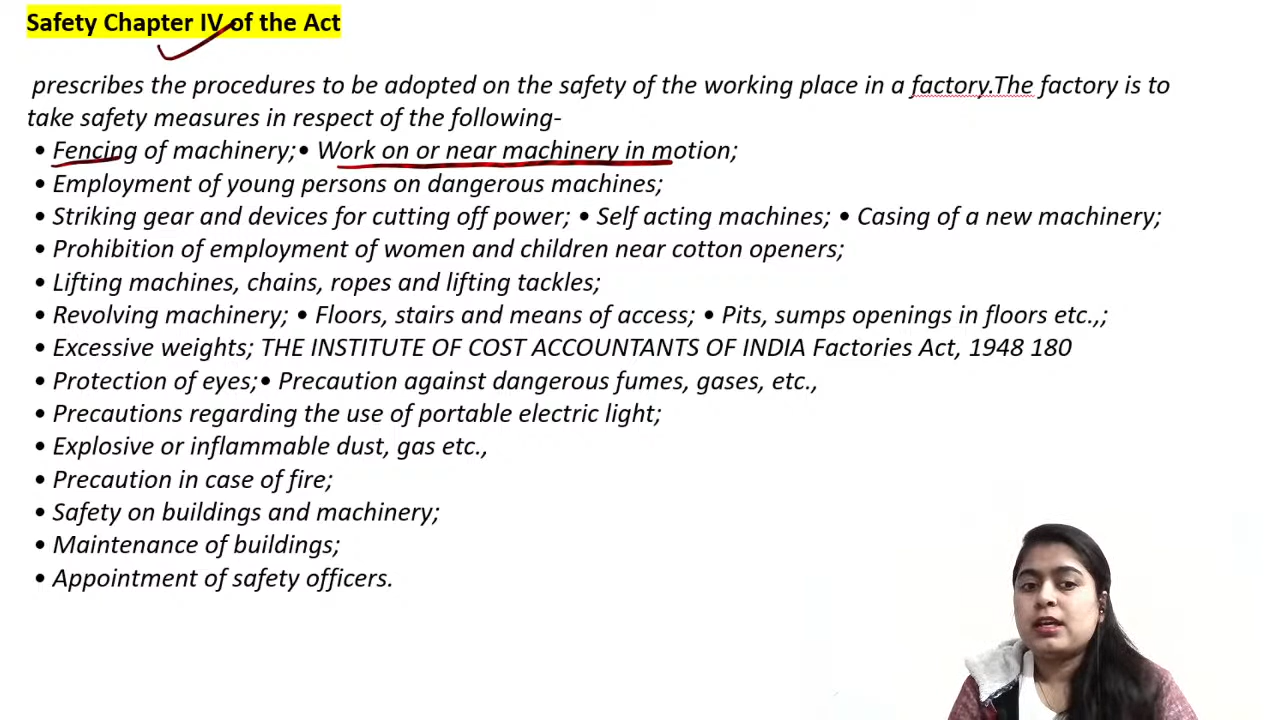 Safety Chapter IV of the Act
prescribes the procedures to be adopted on the safety of the working place in a factory.The factory is to
take safety measures in respect of the following-
• Fencing of machinery;• Work on or near machinery in motion;
• Employment of young persons on dangerous machines;
• Striking gear and devices for cutting off power; • Self acting machines; • Casing of a new machinery;
• Prohibition of employment of women and children near cotton openers;
• Lifting machines, chains, ropes and lifting tackles;
• Revolving machinery; • Floors, stairs and means of access; • Pits, sumps openings in floors etc.,;
• Excessive weights; THE INSTITUTE OF COST ACCOUNTANTS OF INDIA Factories Act, 1948 180
• Protection of eyes;• Precaution against dangerous fumes, gases, etc.,
• Precautions regarding the use of portable electric light;
• Explosive or inflammable dust, gas etc.,
• Precaution in case of fire;
• Safety on buildings and machinery;
• Maintenance of buildings;
• Appointment of safety officers.